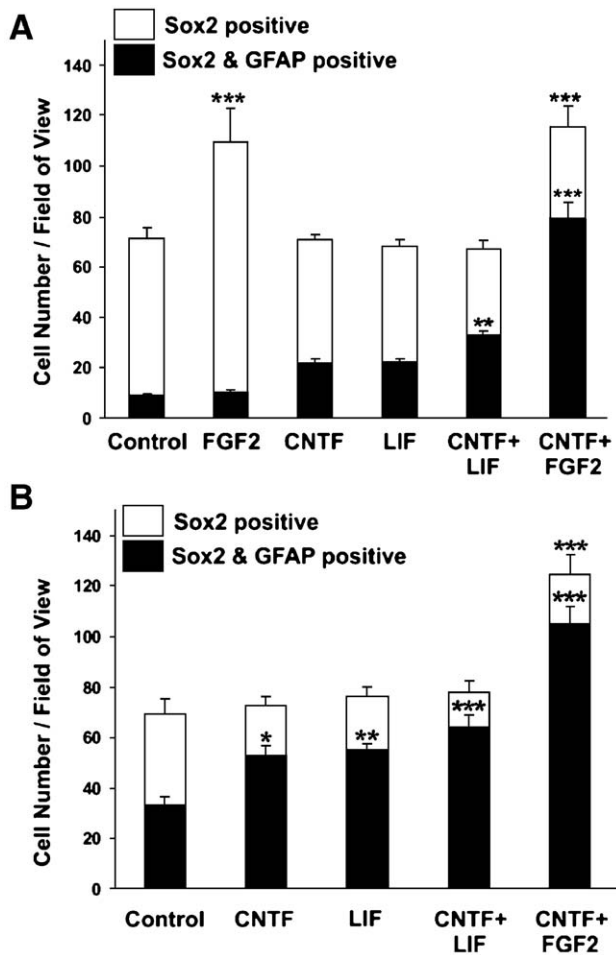 A
Sox2 positive
Sox2 & GFAP positive
Cell Number / Field of View
140
120
100
80
60
40
20
0
***
**
***
***
Control FGF2 CNTF LIF CNTF+ CNTF+
LIF FGF2
B
Sox2 positive
Sox2 & GFAP positive
Cell Number / Field of View
140
120
100
80
60
40
20
0
*
**
***
***
***
Control CNTF LIF CNTF+ CNTF+
LIF FGF2